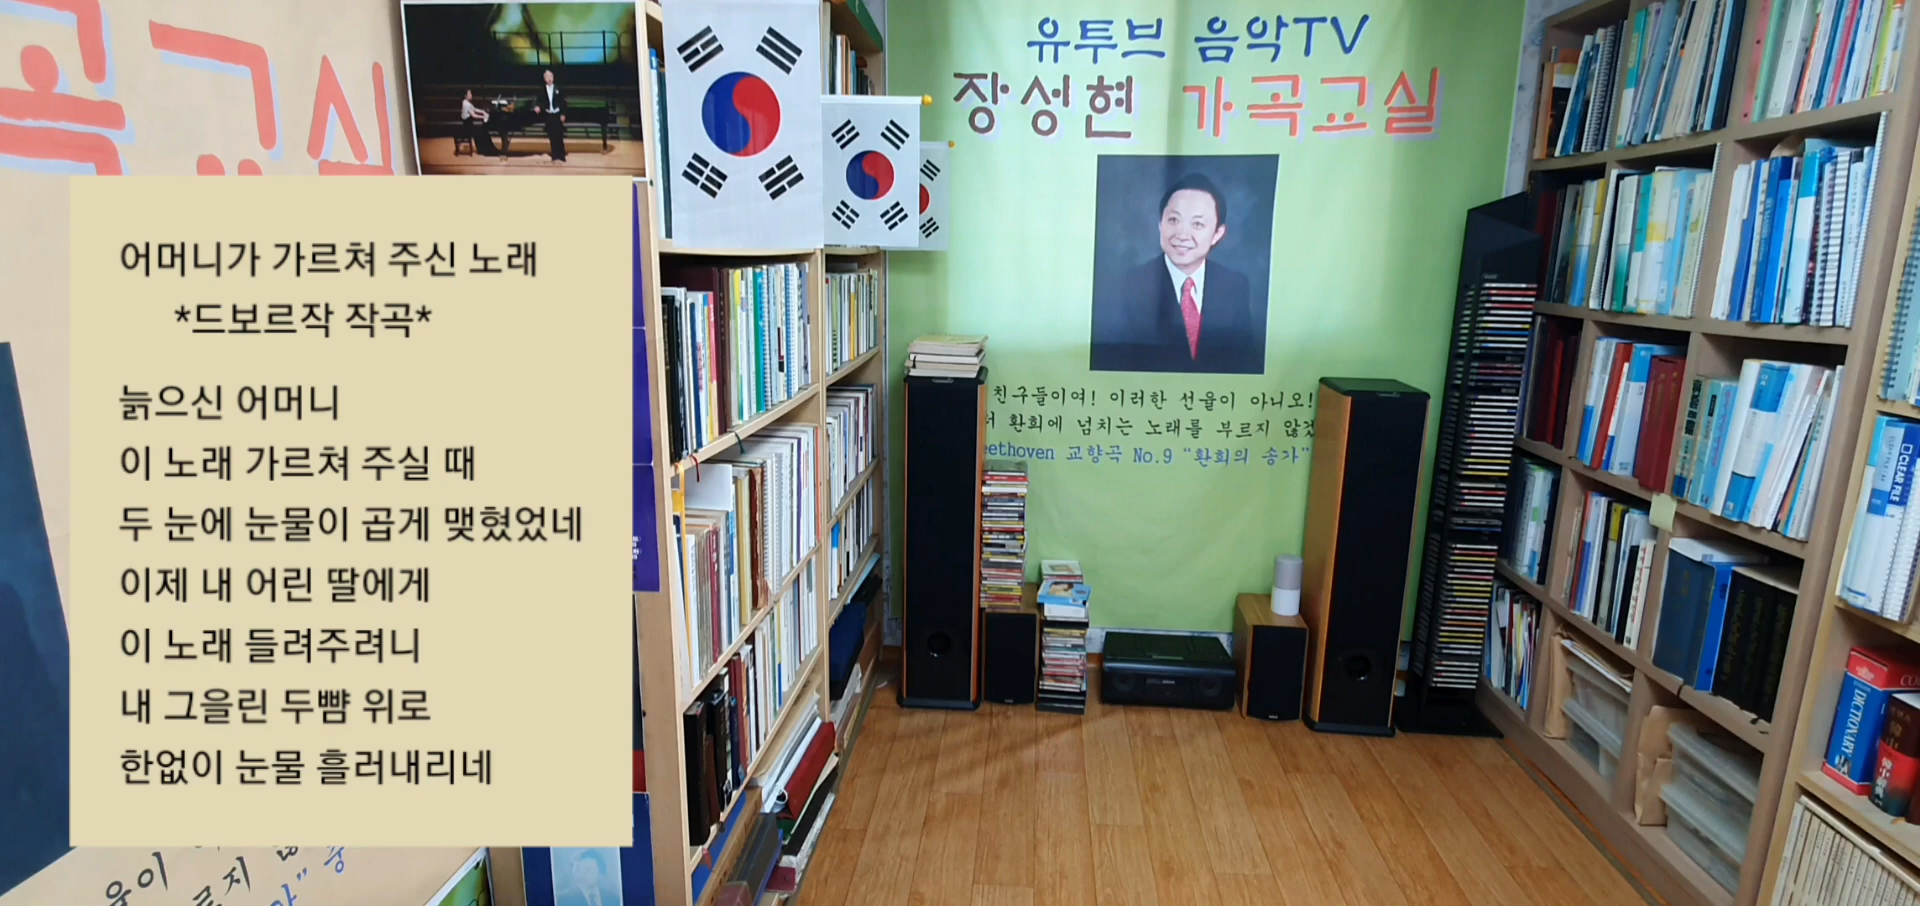 어머니가 가르쳐 주신 노래
*드보르작 작곡*
늙으신 어머니
이 노래 가르쳐 주실 때
두 눈에 눈물이 곱게 맺혔었네
이제 내 어린 딸에게
이 노래 들려주려니
내 그을린 두뺨 위로
한없이 눈물 흘러내리네
곡교실
유투브 음악TV
장성현 가곡교실
친구들이여! 이러한 선율이 아니오!
환희에 넘치는 노래를 부르지 않겠
eethoven 교향곡 No.9 "환희의 송가"
CLEAR FILE
DICTIONARY